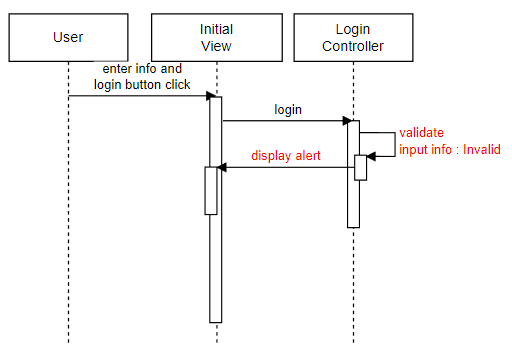 User
Initial
View
Login
Controller
enter info and
login button click
login
validate
input info : Invalid
display alert